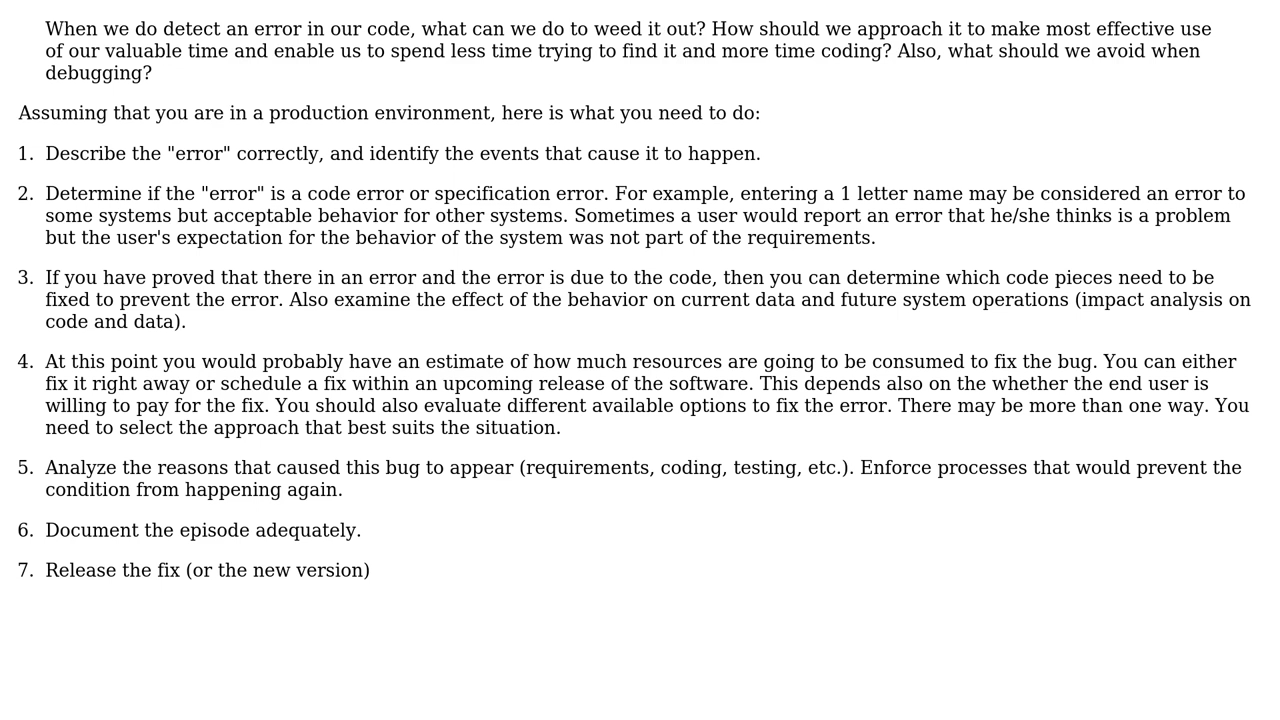 When we do detect an error in our code, what can we do to weed it out? How should we approach it to make most effective use
of our valuable time and enable us to spend less time trying to find it and more time coding? Also, what should we avoid when
debugging?
Assuming that you are in a production environment, here is what you need to do:
1. Describe the "error" correctly, and identify the events that cause it to happen.
2. Determine if the "error" is a code error or specification error. For example, entering a 1 letter name may be considered an error to
some systems but acceptable behavior for other systems. Sometimes a user would report an error that he/she thinks is a problem
but the user's expectation for the behavior of the system was not part of the requirements.
3. If you have proved that there in an error and the error is due to the code, then you can determine which code pieces need to be
fixed to prevent the error. Also examine the effect of the behavior on current data and future system operations (impact analysis on
code and data).
4. At this point you would probably have an estimate of how much resources are going to be consumed to fix the bug. You can either
fix it right away or schedule a fix within an upcoming release of the software. This depends also on the whether the end user is
willing to pay for the fix. You should also evaluate different available options to fix the error. There may be more than one way. You
need to select the approach that best suits the situation.
5. Analyze the reasons that caused this bug to appear (requirements, coding, testing, etc.). Enforce processes that would prevent the
condition from happening again.
6. Document the episode adequately.
7. Release the fix (or the new version)